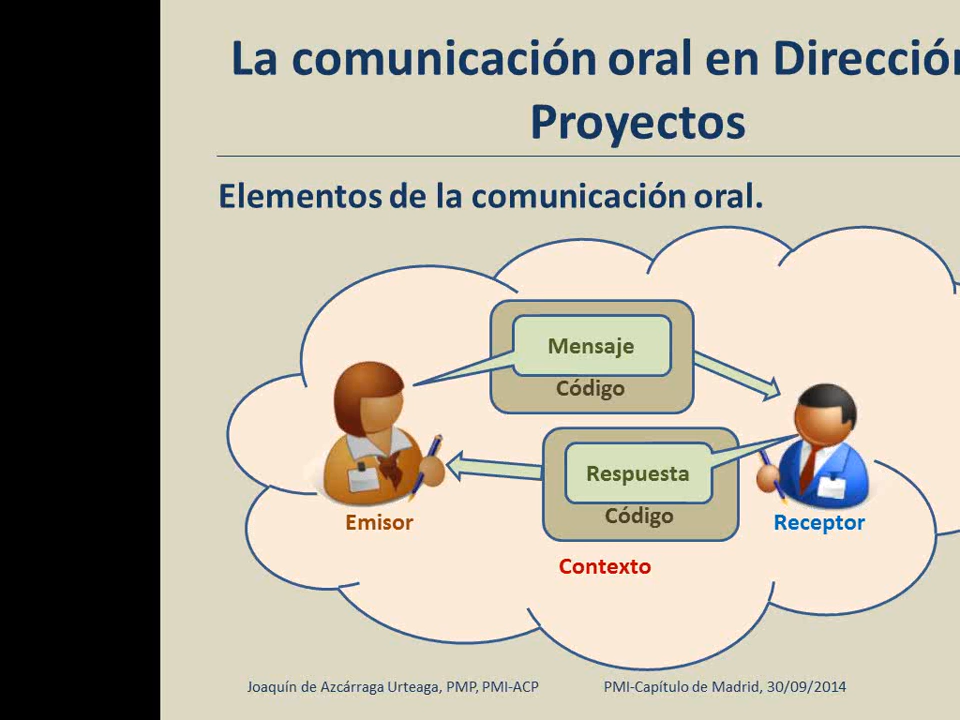 La comunicación oral en Dirección
Proyectos
Elementos de la comunicación oral.
Mensaje
Código
Respuesta
Código
Emisor
Receptor
Contexto
Joaquín de Azcárraga Urteaga, PMP, PMI-ACP
PMI-Capítulo de Madrid, 30/09/2014